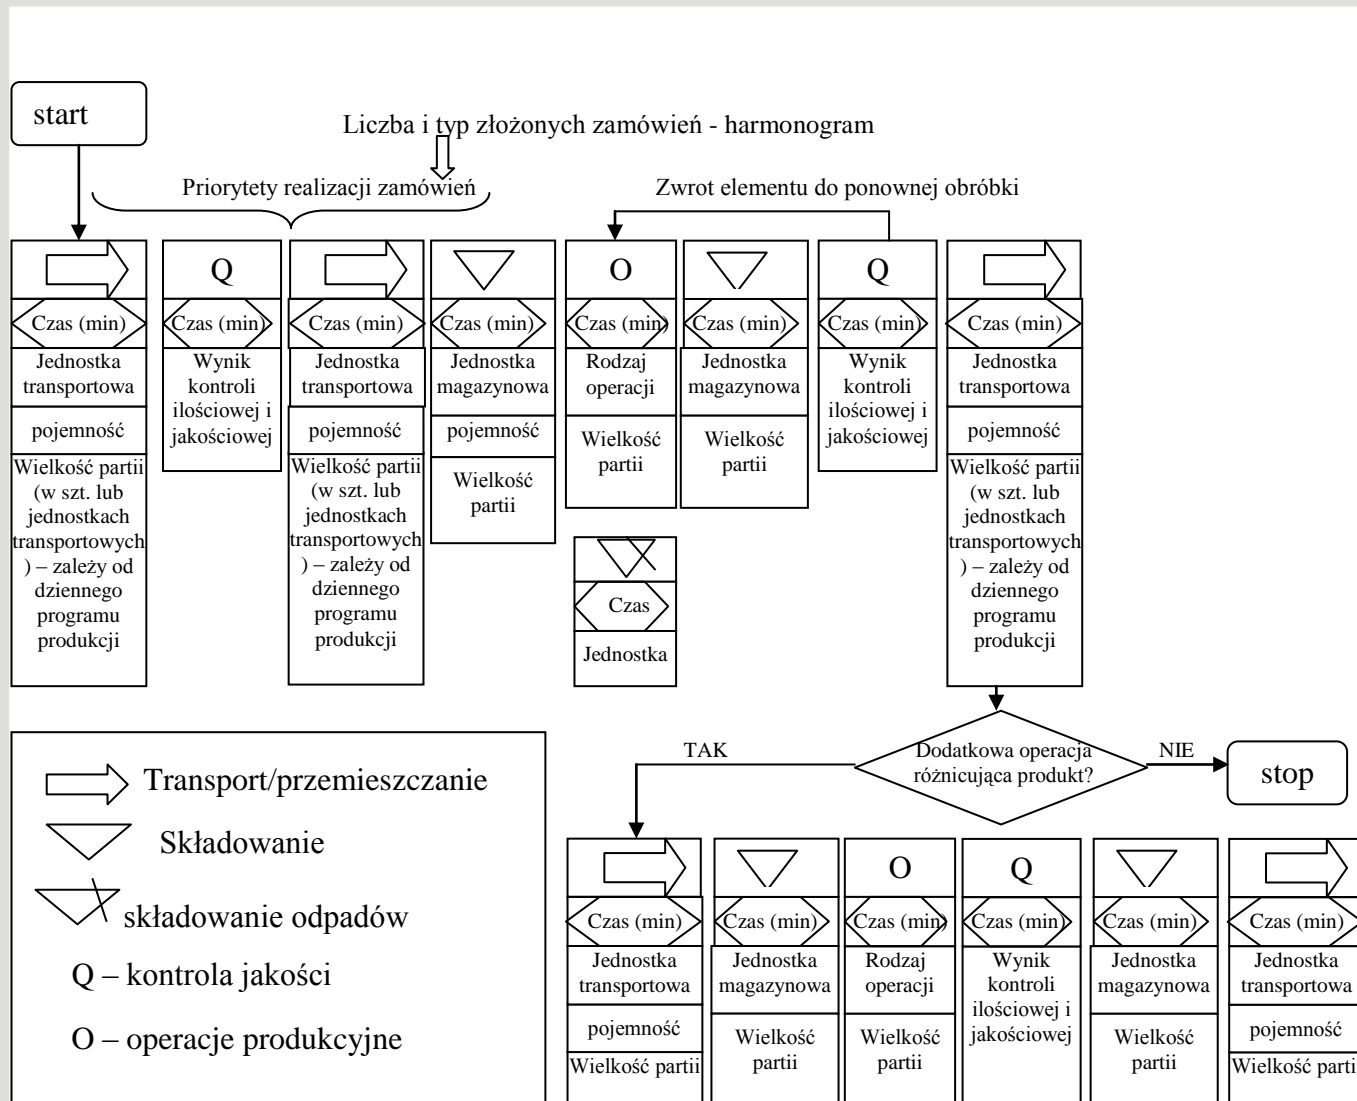 start
Liczba i typ złożonych zamówień - harmonogram
Priorytety realizacji zamówień
Zwrot elementu do ponownej obróbki
Czas (min)
Jednostka
transportowa
pojemność
Wielkość partii
(w szt. lub
jednostkach
transportowych
) – zależy od
dziennego
programu
produkcji
Q
Czas (min)
Wynik
kontroli
ilościowej i
jakościowej
Czas (min)
Jednostka
transportowa
pojemność
Wielkość partii
(w szt. lub
jednostkach
transportowych
) – zależy od
dziennego
programu
produkcji
Czas (min)
Jednostka
magazynowa
pojemność
Wielkość
partii
O
Czas (min)
Rodzaj
operacji
Wielkość
partii
Czas
Jednostka
Czas (min)
Jednostka
magazynowa
Wielkość
partii
Q
Czas (min)
Wynik
kontroli
ilościowej i
jakościowej
Czas (min)
Jednostka
transportowa
pojemność
Wielkość partii
(w szt. lub
jednostkach
transportowych
) – zależy od
dziennego
programu
produkcji
Dodatkowa operacja
różnicująca produkt?
TAK
NIE
stop
Transport/przemieszczanie
Składowanie
składowanie odpadów
Q – kontrola jakości
O – operacje produkcyjne
Czas (min)
Jednostka
transportowa
pojemność
Wielkość partii
Czas (min)
Jednostka
magazynowa
Wielkość
partii
O
Czas (min)
Rodzaj
operacji
Wielkość
partii
Q
Czas (min)
Wynik
kontroli
ilościowej i
jakościowej
Czas (min)
Jednostka
magazynowa
Wielkość
partii
Czas (min)
Jednostka
transportowa
pojemność
Wielkość parti